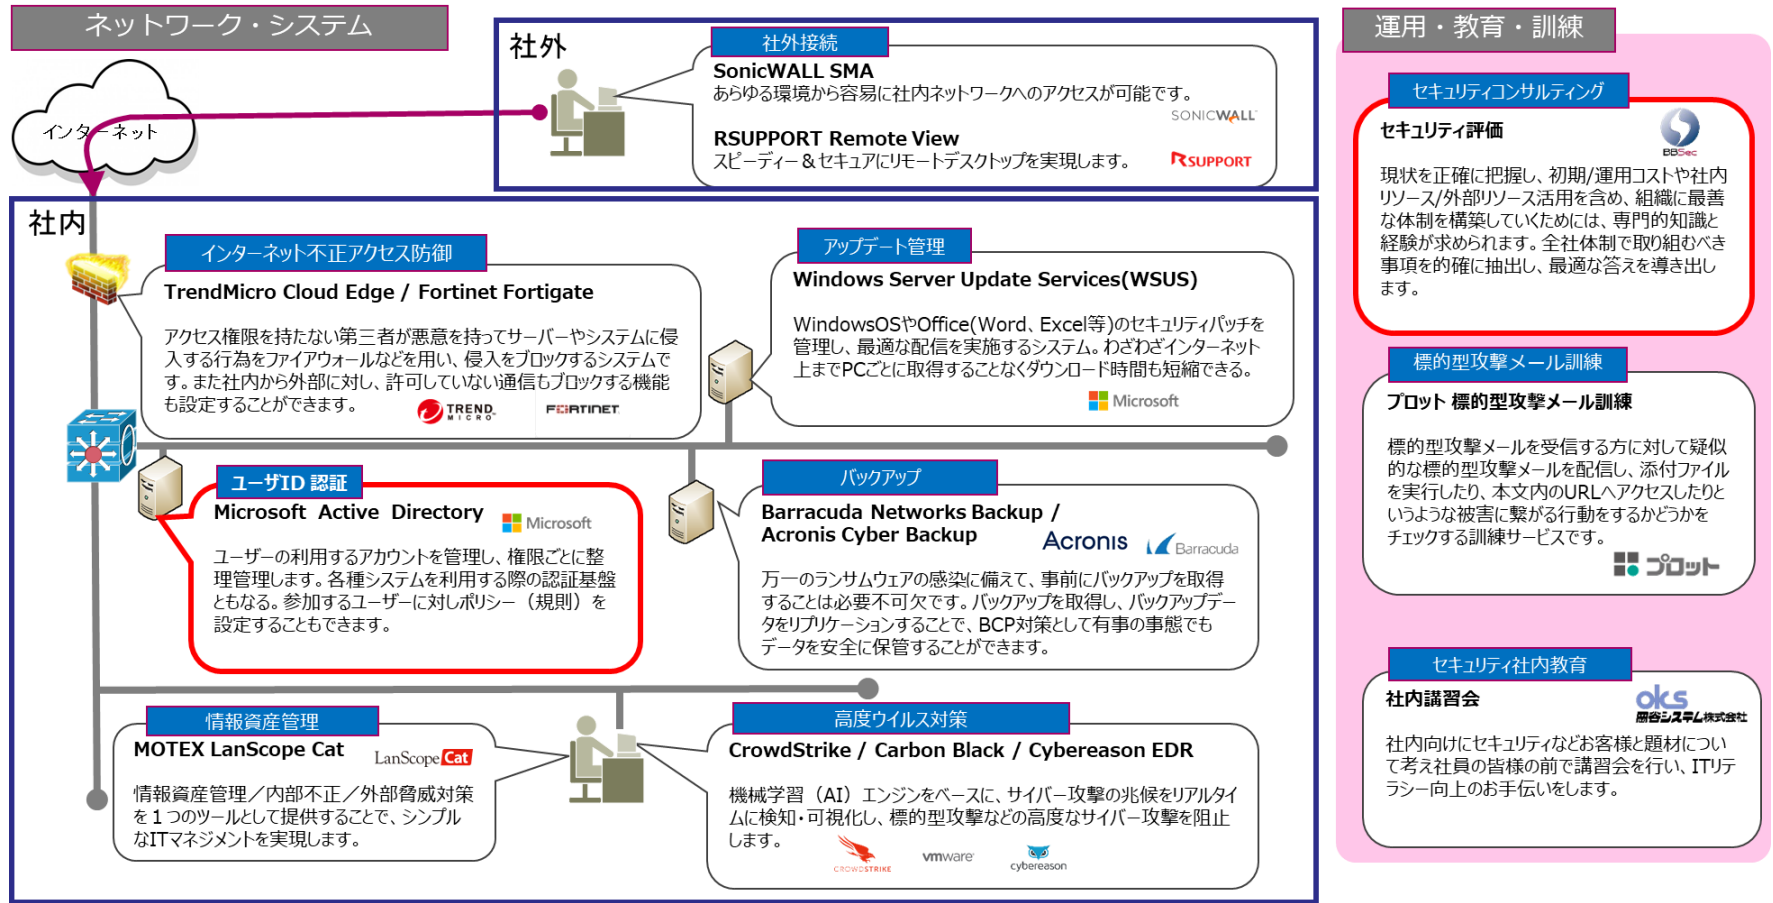 ネットワーク・システム
インターネット
社外
社外接続
SonicWALL SMA
あらゆる環境から容易に社内ネットワークへのアクセスが可能です。
SONICWALL
RSUPPORT Remote View
スピーディー＆セキュアにリモートデスクトップを実現します。
RSUPPORT
社内
インターネット不正アクセス防御
TrendMicro Cloud Edge / Fortinet Fortigate
アクセス権限を持たない第三者が悪意を持ってサーバーやシステムに侵
入する行為をファイアウォールなどを用い、侵入をブロックするシステムで
す。また社内から外部に対し、許可していない通信もブロックする機能
も設定することができます。
TREND
MICRO
FORTINET
アップデート管理
Windows Server Update Services(WSUS)
WindowsOSやOffice(Word、Excel等)のセキュリティパッチを
管理し、最適な配信を実施するシステム。わざわざインターネット
上までPCごとに取得することなくダウンロード時間も短縮できる。
Microsoft
ユーザID 認証
Microsoft Active Directory
Microsoft
ユーザーの利用するアカウントを管理し、権限ごとに整
理管理します。各種システムを利用する際の認証基盤
ともなる。参加するユーザーに対しポリシー（規則）を
設定することもできます。
バックアップ
Barracuda Networks Backup /
Acronis Cyber Backup
Acronis
Barracuda
万一のランサムウェアの感染に備えて、事前にバックアップを取得
することは必要不可欠です。バックアップを取得し、バックアップデー
タをリプリケーションすることで、BCP対策として有事の事態でも
データを安全に保管することができます。
情報資産管理
MOTEX LanScope Cat
LanScope Cat
情報資産管理／内部不正／外部脅威対策
を１つのツールとして提供することで、シンプル
なITマネジメントを実現します。
高度ウイルス対策
CrowdStrike / Carbon Black / Cybereason EDR
機械学習（AI）エンジンをベースに、サイバー攻撃の兆候をリアルタイ
ムに検知・可視化し、標的型攻撃などの高度なサイバー攻撃を阻止
します。
CROWDSTRIKE
vmware
cybereason
運用・教育・訓練
セキュリティコンサルティング
セキュリティ評価
BBSec
現状を正確に把握し、初期/運用コストや社内
リソース/外部リソース活用を含め、組織に最善
な体制を構築していくためには、専門的知識と
経験が求められます。全社体制で取り組むべき
事項を的確に抽出し、最適な答えを導き出し
ます。
標的型攻撃メール訓練
プロット 標的型攻撃メール訓練
標的型攻撃メールを受信する方に対して疑似
的な標的型攻撃メールを配信し、添付ファイル
を実行したり、本文内のURLへアクセスしたりと
いうような被害に繋がる行動をするかどうかを
チェックする訓練サービスです。
プロット
セキュリティ社内教育
社内講習会
oks
岡谷システム株式会社
社内向けにセキュリティなどお客様と題材につい
て考え社員の皆様の前で講習会を行い、ITリテ
ラシー向上のお手伝いをします。